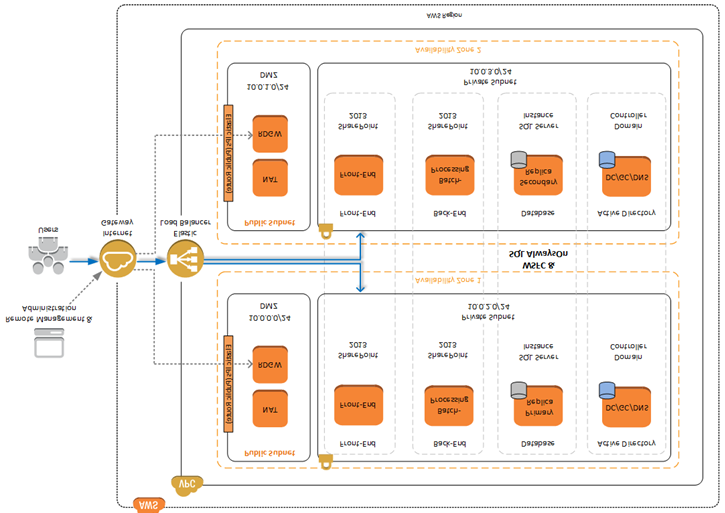 AWS
VPC
Availability Zone 1
Public Subnet
NAT
RDGW
Elastic IPs (Public Route)
10.0.0.0/24
DMZ
Front-End
Front-End
SharePoint
2013
Back-End
Batch-
Processing
SharePoint
2013
Database
Primary
Replica
SQL Server
Instance
Active Directory
DC/GC/DNS
Domain
Controller
Private Subnet
10.0.2.0/24
Remote Management &
Administration
Users
Internet
Gateway
Elastic
Load Balancer
WSFC &
SQL AlwaysOn
Public Subnet
NAT
RDGW
Elastic IPs (Public Route)
10.0.1.0/24
DMZ
Front-End
Front-End
SharePoint
2013
Back-End
Batch-
Processing
SharePoint
2013
Database
Secondary
Replica
SQL Server
Instance
Active Directory
DC/GC/DNS
Domain
Controller
Private Subnet
10.0.3.0/24
Availability Zone 2
AWS Region